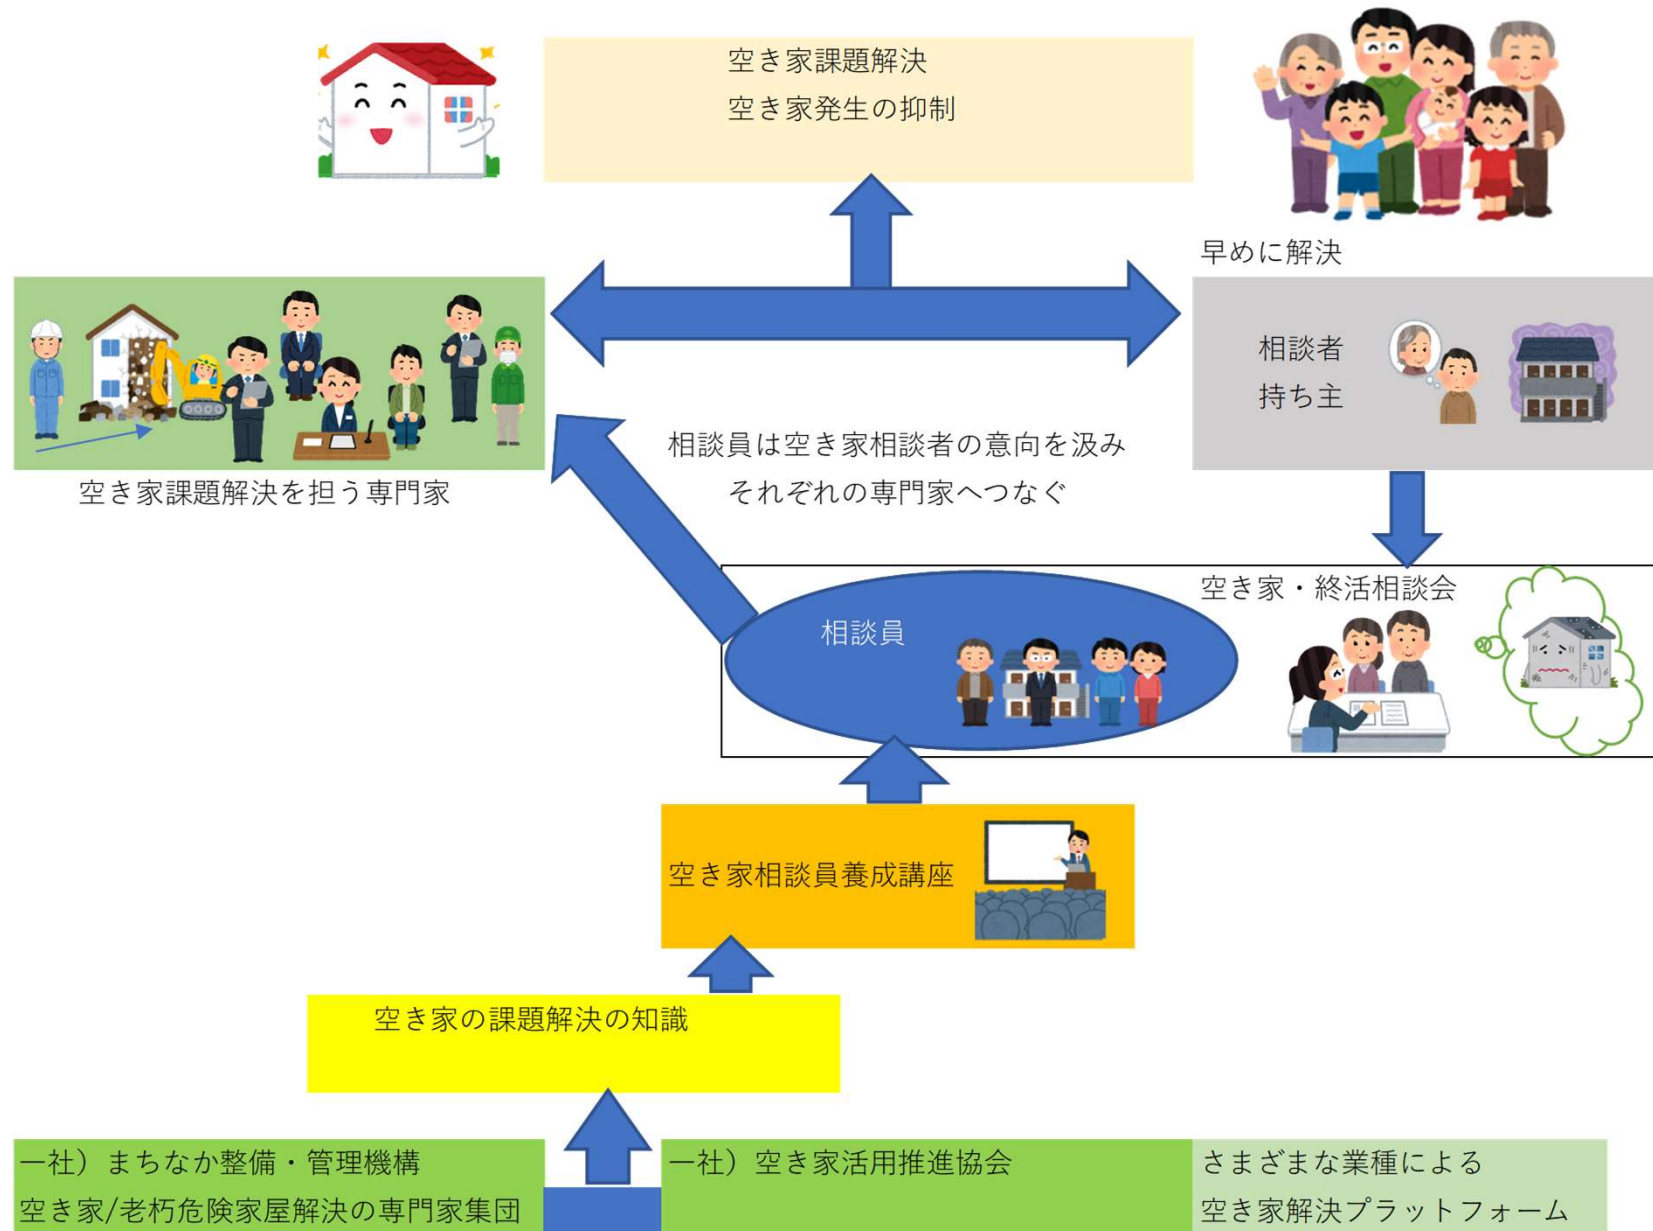 空き家課題解決
空き家発生の抑制
早めに解決
相談者
持ち主
相談員は空き家相談者の意向を汲み
それぞれの専門家へつなぐ
空き家課題解決を担う専門家
空き家・終活相談会
相談員
空き家相談員養成講座
空き家の課題解決の知識
一社）まちなか整備・管理機構
空き家/老朽危険家屋解決の専門家集団
一社）空き家活用推進協会
さまざまな業種による
空き家解決プラットフォーム